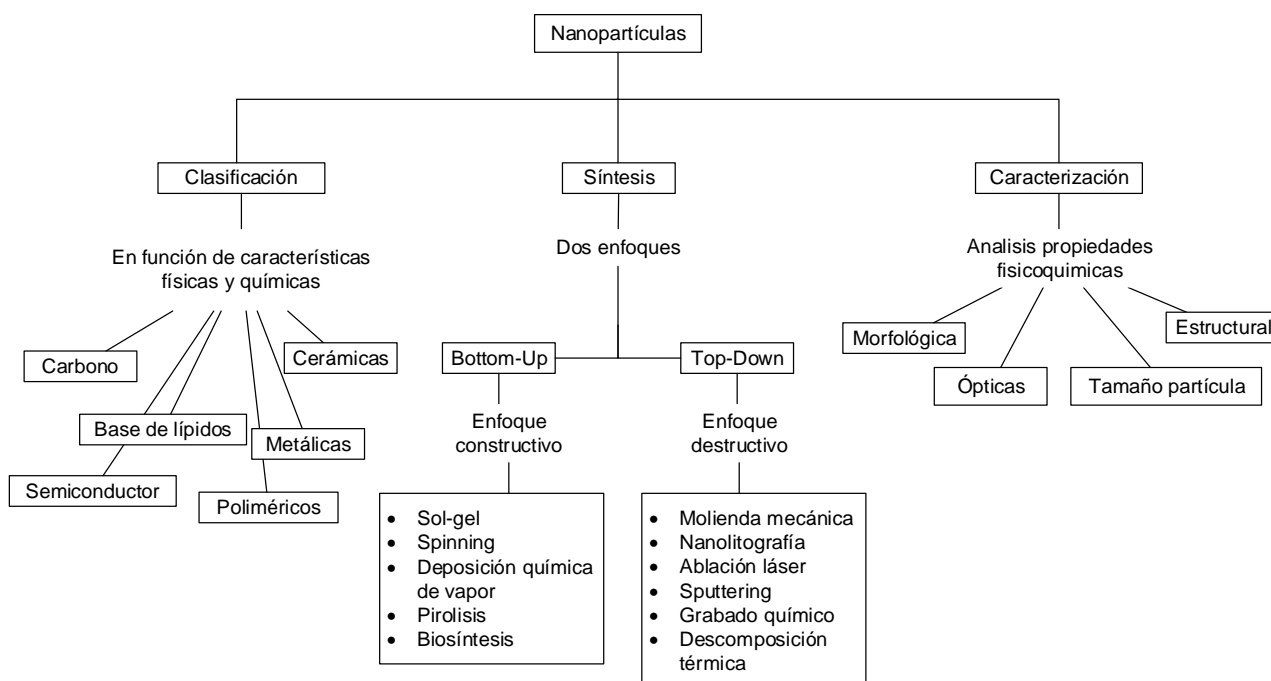 Nanopartículas
Clasificación
Síntesis
Caracterización
En función de características
físicas y químicas
Dos enfoques
Analisis propiedades
fisicoquimicas
Carbono
Cerámicas
Base de lípidos
Metálicas
Semiconductor
Poliméricos
Bottom-Up
Top-Down
Enfoque
constructivo
Enfoque
destructivo
• Sol-gel
• Spinning
• Deposición química
de vapor
• Pirolisis
• Biosíntesis
• Molienda mecánica
• Nanolitografía
• Ablación láser
• Sputtering
• Grabado químico
• Descomposición
térmica
Morfológica
Estructural
Ópticas
Tamaño partícula